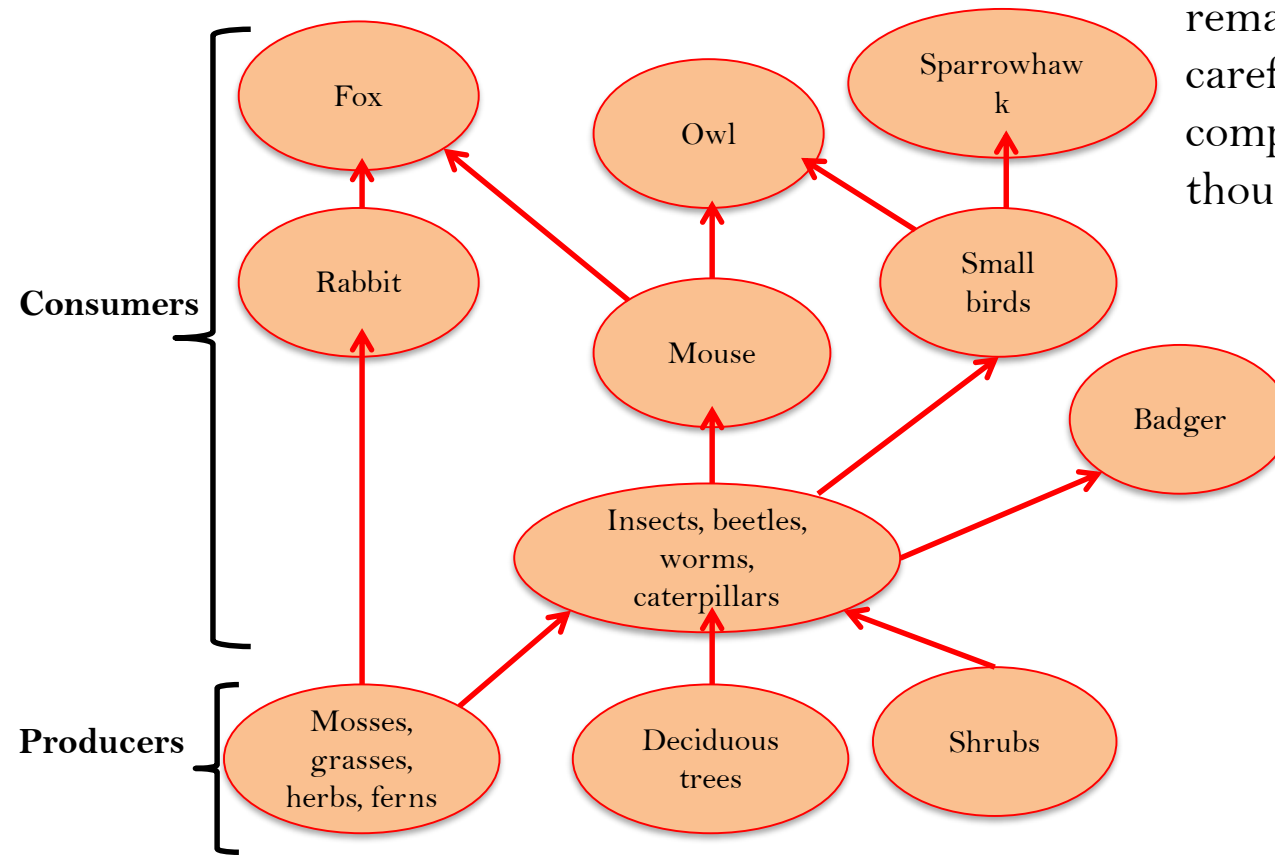 rema
caref
comp
thou
Fox
Owl
Sparrowhaw
k
Rabbit
Small
birds
Consumers
Mouse
Badger
Insects, beetles,
worms,
caterpillars
Producers
Mosses,
grasses,
herbs, ferns
Deciduous
trees
Shrubs